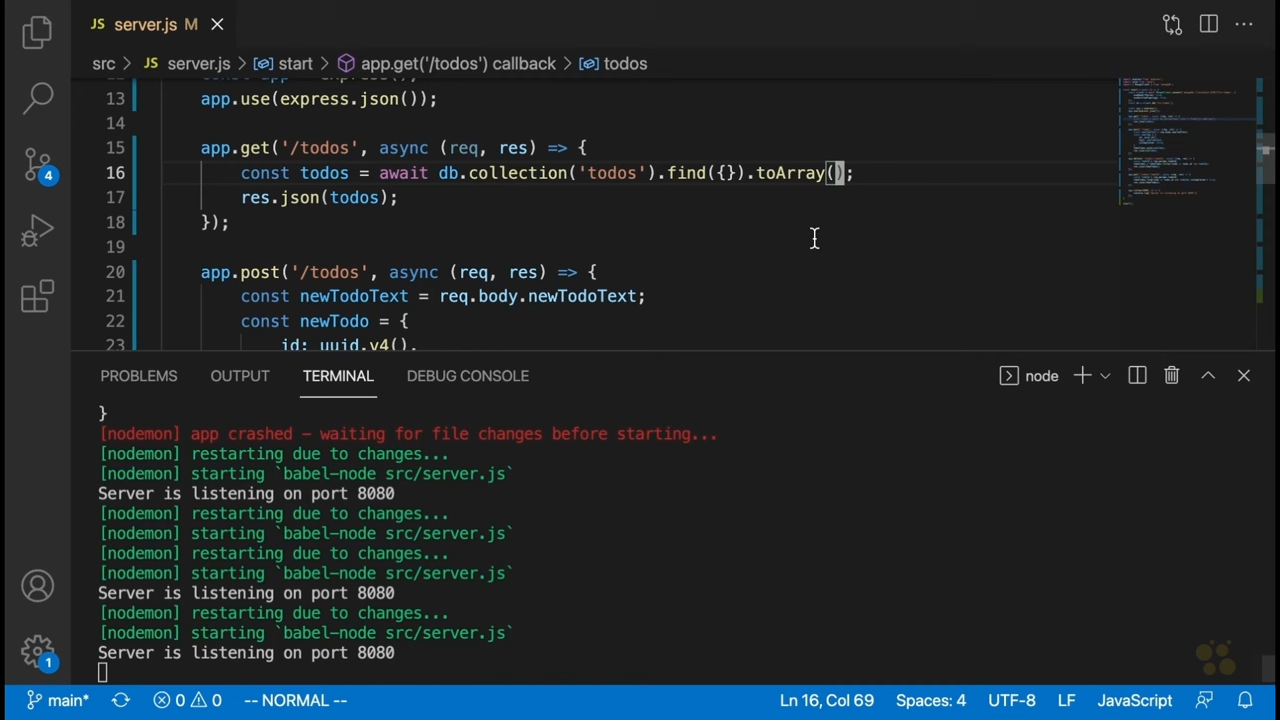 JS server.js M
src > JS server.js > start > app.get('/todos') callback > todos
13 app.use(express.json());
14
15 app.get('/todos', async (req, res) => {
16 const todos = await db.collection('todos').find({}).toArray();
17 res.json(todos);
18 });
19
20 app.post('/todos', async (req, res) => {
21 const newTodoText = req.body.newTodoText;
22 const newTodo = {
23 id: uuid.v4(),
4
PROBLEMS OUTPUT TERMINAL DEBUG CONSOLE node
}
[nodemon] app crashed - waiting for file changes before starting...
[nodemon] restarting due to changes...
[nodemon] starting `babel-node src/server.js`
Server is listening on port 8080
[nodemon] restarting due to changes...
[nodemon] starting `babel-node src/server.js`
[nodemon] restarting due to changes...
[nodemon] starting `babel-node src/server.js`
Server is listening on port 8080
[nodemon] restarting due to changes...
[nodemon] starting `babel-node src/server.js`
Server is listening on port 8080
1
main* 0 0 -- NORMAL -- Ln 16, Col 69 Spaces: 4 UTF-8 LF JavaScript